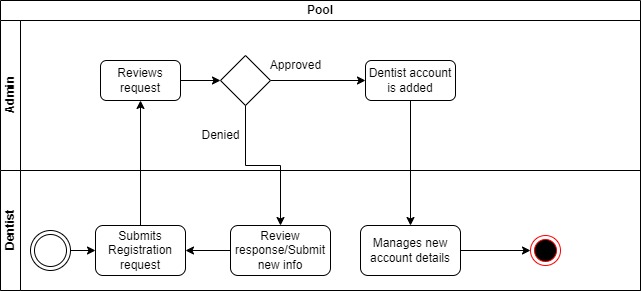 Pool
Admin
Reviews
request
Approved
Dentist account
is added
Denied
Dentist
Submits
Registration
request
Review
response/Submit
new info
Manages new
account details